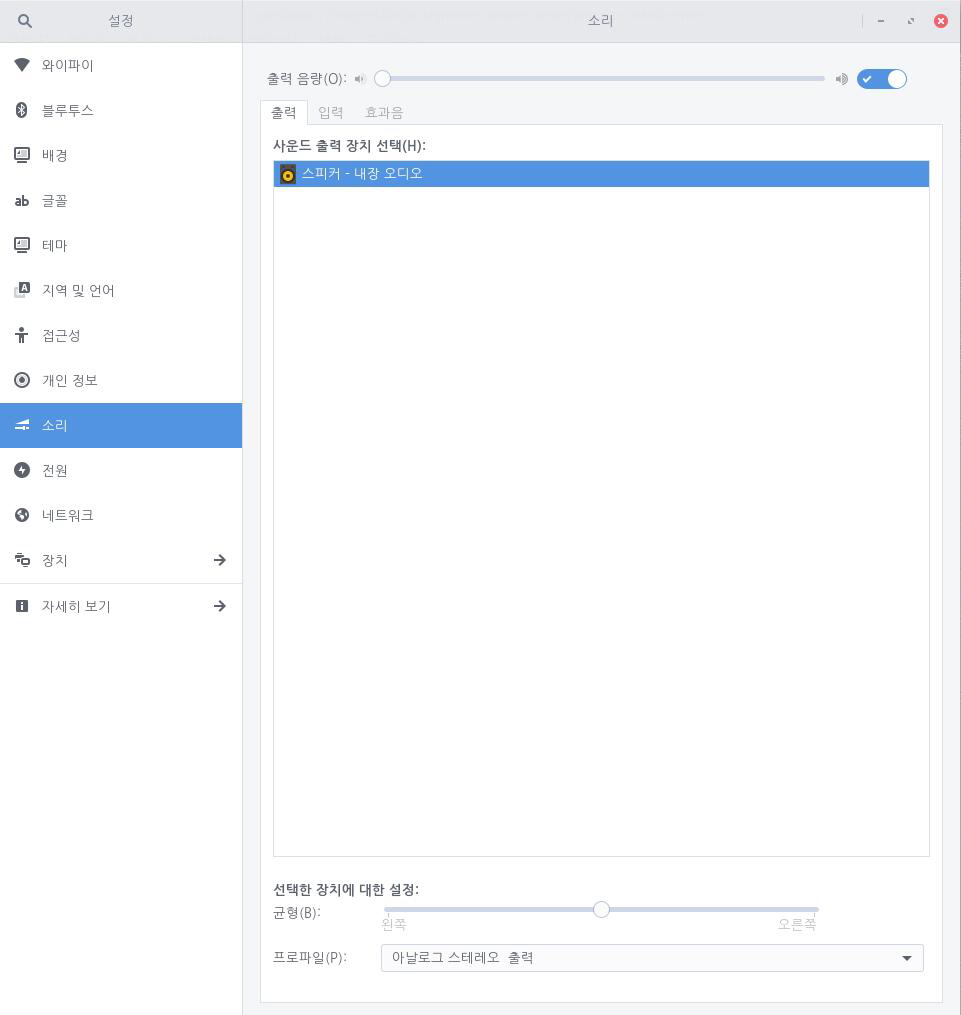 설정
소리
와이파이
블루투스
배경
ab 글꼴
테마
A 지역 및 언어
접근성
개인 정보
소리
전원
네트워크
장치
자세히 보기
출력 음량(O):
출력 입력 효과음
사운드 출력 장치 선택(H):
스피커 - 내장 오디오
선택한 장치에 대한 설정:
균형(B):
왼쪽 오른쪽
프로파일(P): 아날로그 스테레오 출력